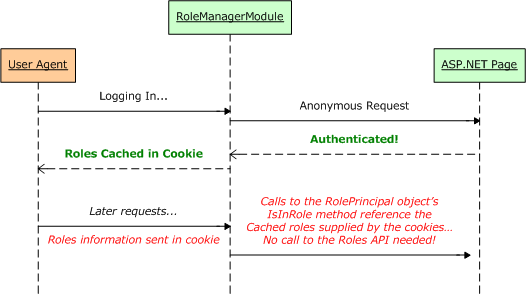 RoleManagerModule
User Agent
ASP.NET Page
Logging In...
Anonymous Request
Authenticated!
Roles Cached in Cookie
Later requests...
Roles information sent in cookie
Calls to the RolePrincipal object's
IsInRole method reference the
Cached roles supplied by the cookies...
No call to the Roles API needed!